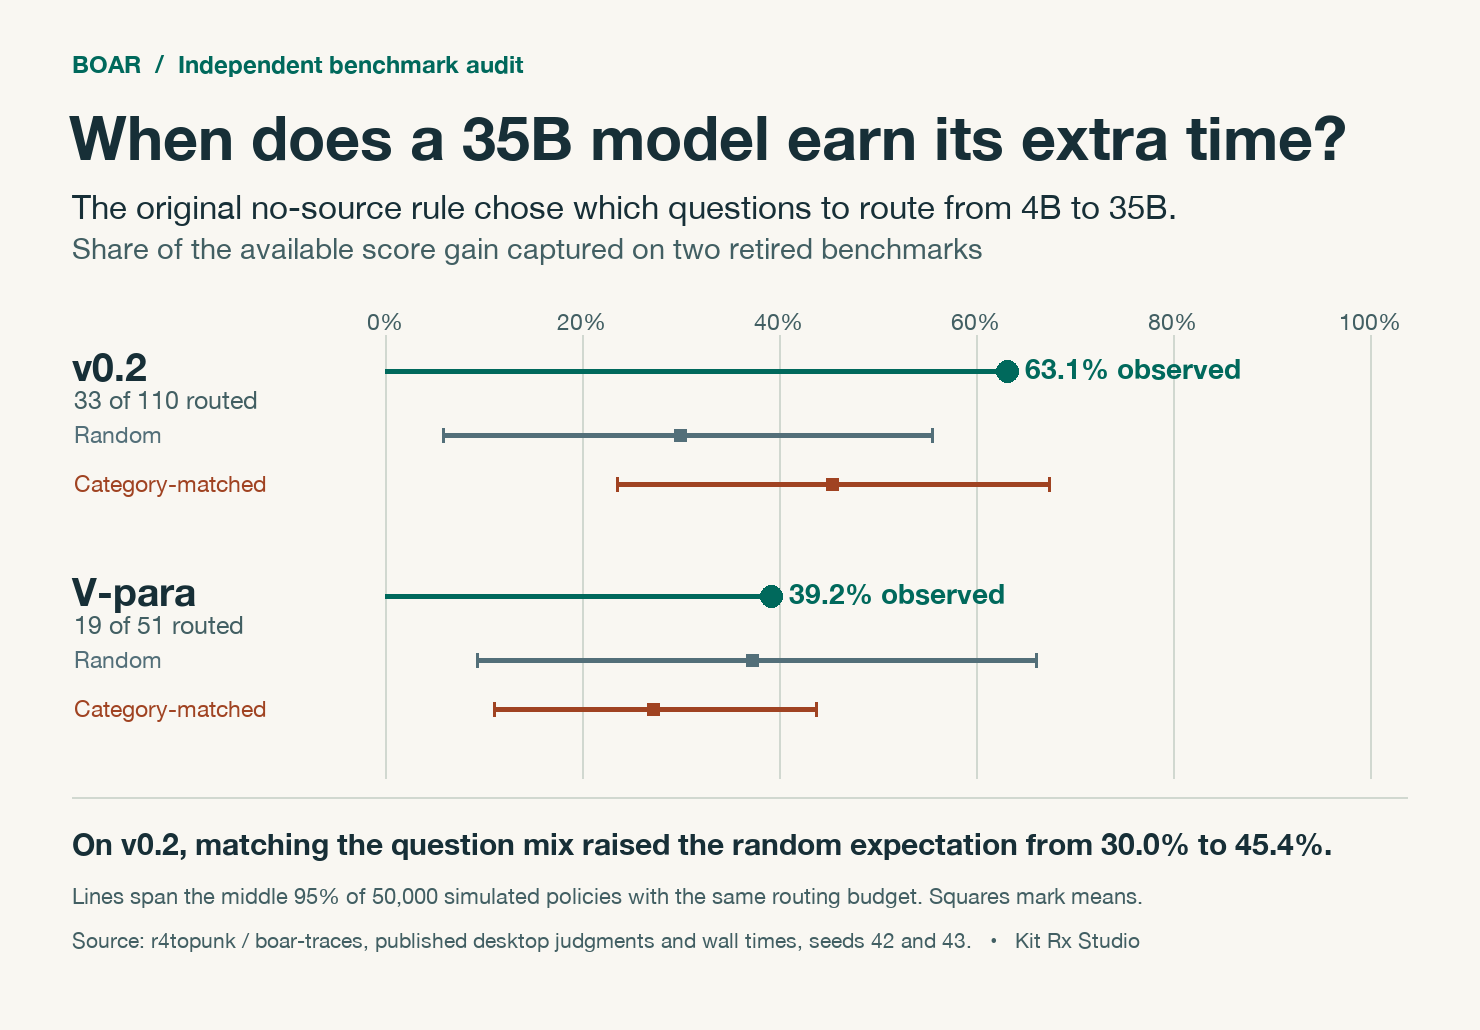 BOAR / Independent benchmark audit
When does a 35B model earn its extra time?
The original no-source rule chose which questions to route from 4B to 35B.
Share of the available score gain captured on two retired benchmarks
0% 20% 40% 60% 80% 100%
v0.2
63.1% observed
33 of 110 routed
Random
Category-matched
V-para
39.2% observed
19 of 51 routed
Random
Category-matched
On v0.2, matching the question mix raised the random expectation from 30.0% to 45.4%.
Lines span the middle 95% of 50,000 simulated policies with the same routing budget. Squares mark means.
Source: r4topunk / boar-traces, published desktop judgments and wall times, seeds 42 and 43. • Kit Rx Studio